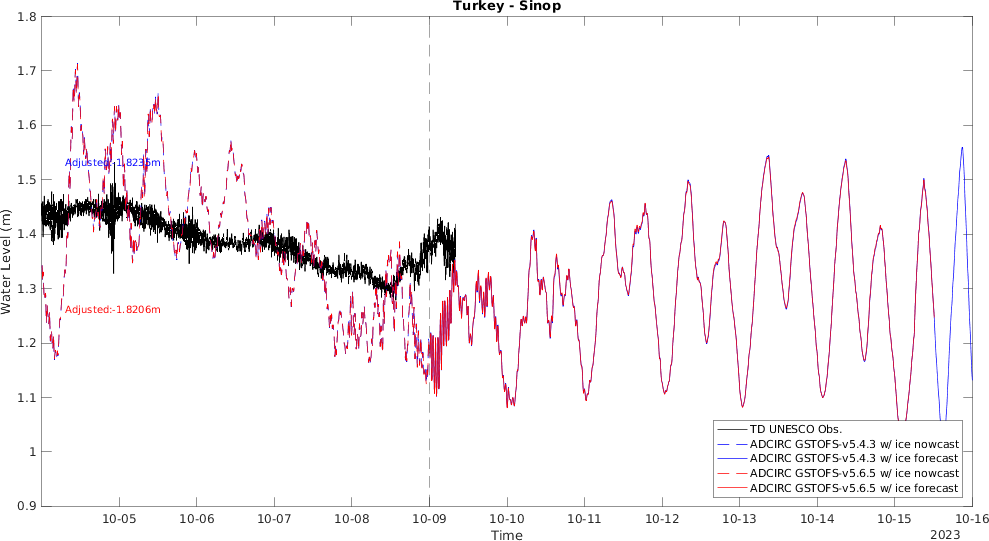 Turkey - Sinop
Water Level (m)
1.8
1.7
1.6
1.5
1.4
1.3
1.2
1.1
1
0.9
Adjusted:-1.8235m
Adjusted:-1.8206m
TD UNESCO Obs.
ADCIRC GSTOFS-v5.4.3 w/ ice nowcast
ADCIRC GSTOFS-v5.4.3 w/ ice forecast
ADCIRC GSTOFS-v5.6.5 w/ ice nowcast
ADCIRC GSTOFS-v5.6.5 w/ ice forecast
10-05 10-06 10-07 10-08 10-09 10-10 10-11 10-12 10-13 10-14 10-15 10-16
Time
2023